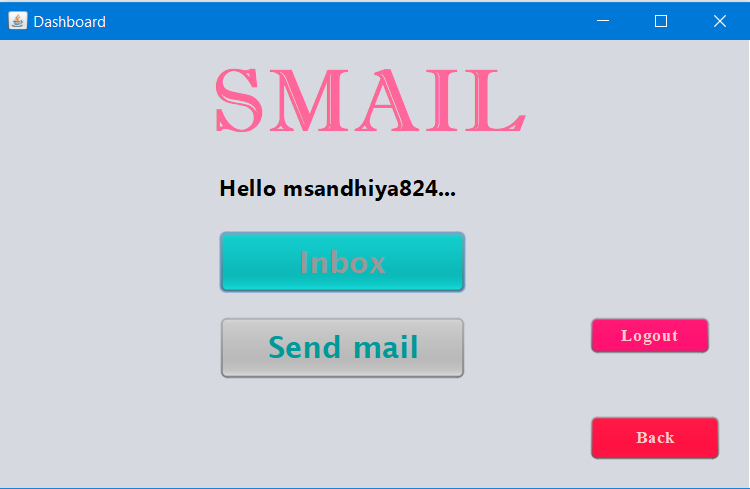 Dashboard
SMAIL
Hello msandhiya824...
Inbox
Send mail
Logout
Back